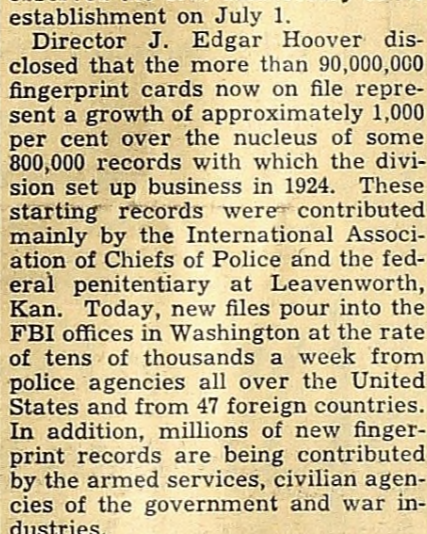 establishment on July 1.
Director J. Edgar Hoover dis-
closed that the more than 90,000,000
fingerprint cards now on file repre-
sent a growth of approximately 1,000
per cent over the nucleus of some
800,000 records with which the divi-
sion set up business in 1924. These
starting records were contributed
mainly by the International Associ-
ation of Chiefs of Police and the fed-
eral penitentiary at Leavenworth,
Kan. Today, new files pour into the
FBI offices in Washington at the rate
of tens of thousands a week from
police agencies all over the United
States and from 47 foreign countries.
In addition, millions of new finger-
print records are being contributed
by the armed services, civilian agen-
cies of the government and war in-
dustries.